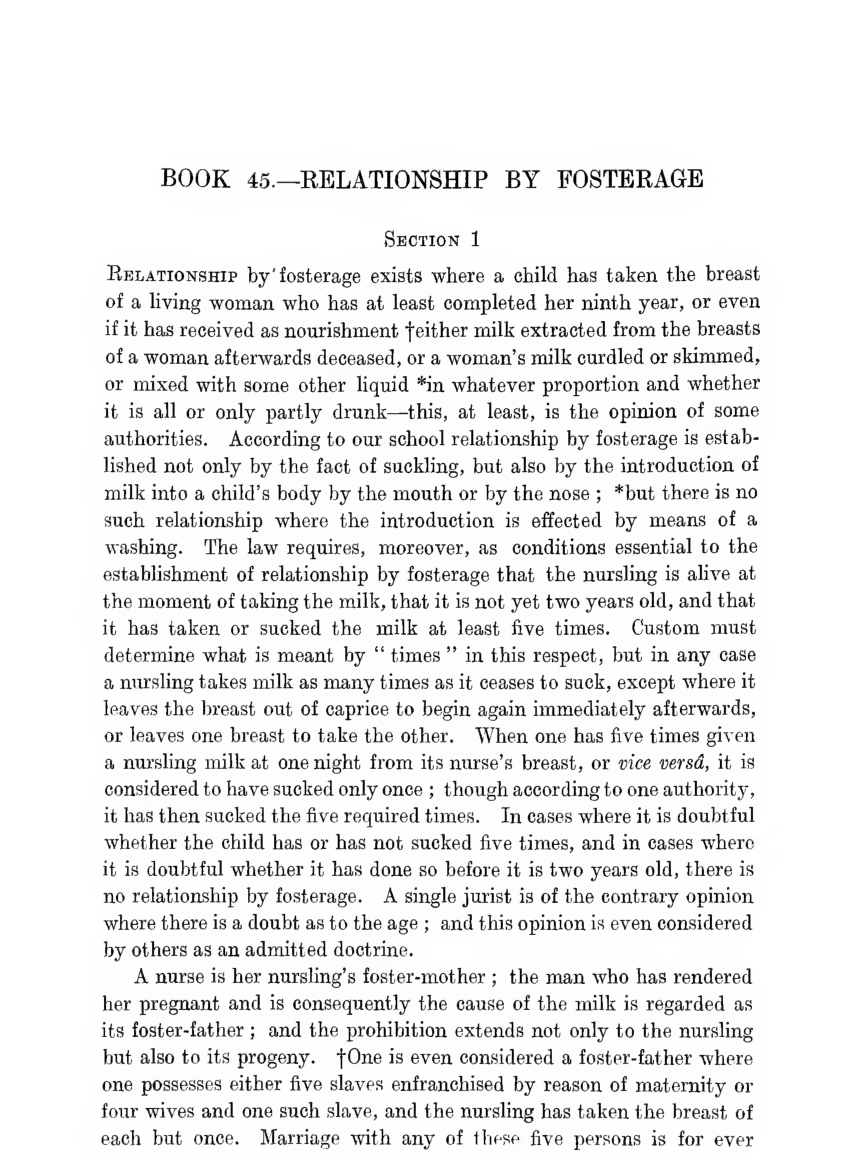 BOOK 45.—RELATIONSHIP BY FOSTERAGE
SECTION 1
RELATIONSHIP by fosterage exists where a child has taken the breast
of a living woman who has at least completed her ninth year, or even
if it has received as nourishment †either milk extracted from the breasts
of a woman afterwards deceased, or a woman's milk curdled or skimmed,
or mixed with some other liquid *in whatever proportion and whether
it is all or only partly drunk—this, at least, is the opinion of some
authorities. According to our school relationship by fosterage is estab-
lished not only by the fact of suckling, but also by the introduction of
milk into a child's body by the mouth or by the nose ; *but there is no
such relationship where the introduction is effected by means of a
washing. The law requires, moreover, as conditions essential to the
establishment of relationship by fosterage that the nursling is alive at
the moment of taking the milk, that it is not yet two years old, and that
it has taken or sucked the milk at least five times. Custom must
determine what is meant by “ times ” in this respect, but in any case
a nursling takes milk as many times as it ceases to suck, except where it
leaves the breast out of caprice to begin again immediately afterwards,
or leaves one breast to take the other. When one has five times given
a nursling milk at one night from its nurse's breast, or vice versâ, it is
considered to have sucked only once ; though according to one authority,
it has then sucked the five required times. In cases where it is doubtful
whether the child has or has not sucked five times, and in cases where
it is doubtful whether it has done so before it is two years old, there is
no relationship by fosterage. A single jurist is of the contrary opinion
where there is a doubt as to the age ; and this opinion is even considered
by others as an admitted doctrine.
A nurse is her nursling's foster-mother ; the man who has rendered
her pregnant and is consequently the cause of the milk is regarded as
its foster-father ; and the prohibition extends not only to the nursling
but also to its progeny. †One is even considered a foster-father where
one possesses either five slaves enfranchised by reason of maternity or
four wives and one such slave, and the nursling has taken the breast of
each but once. Marriage with any of these five persons is for ever